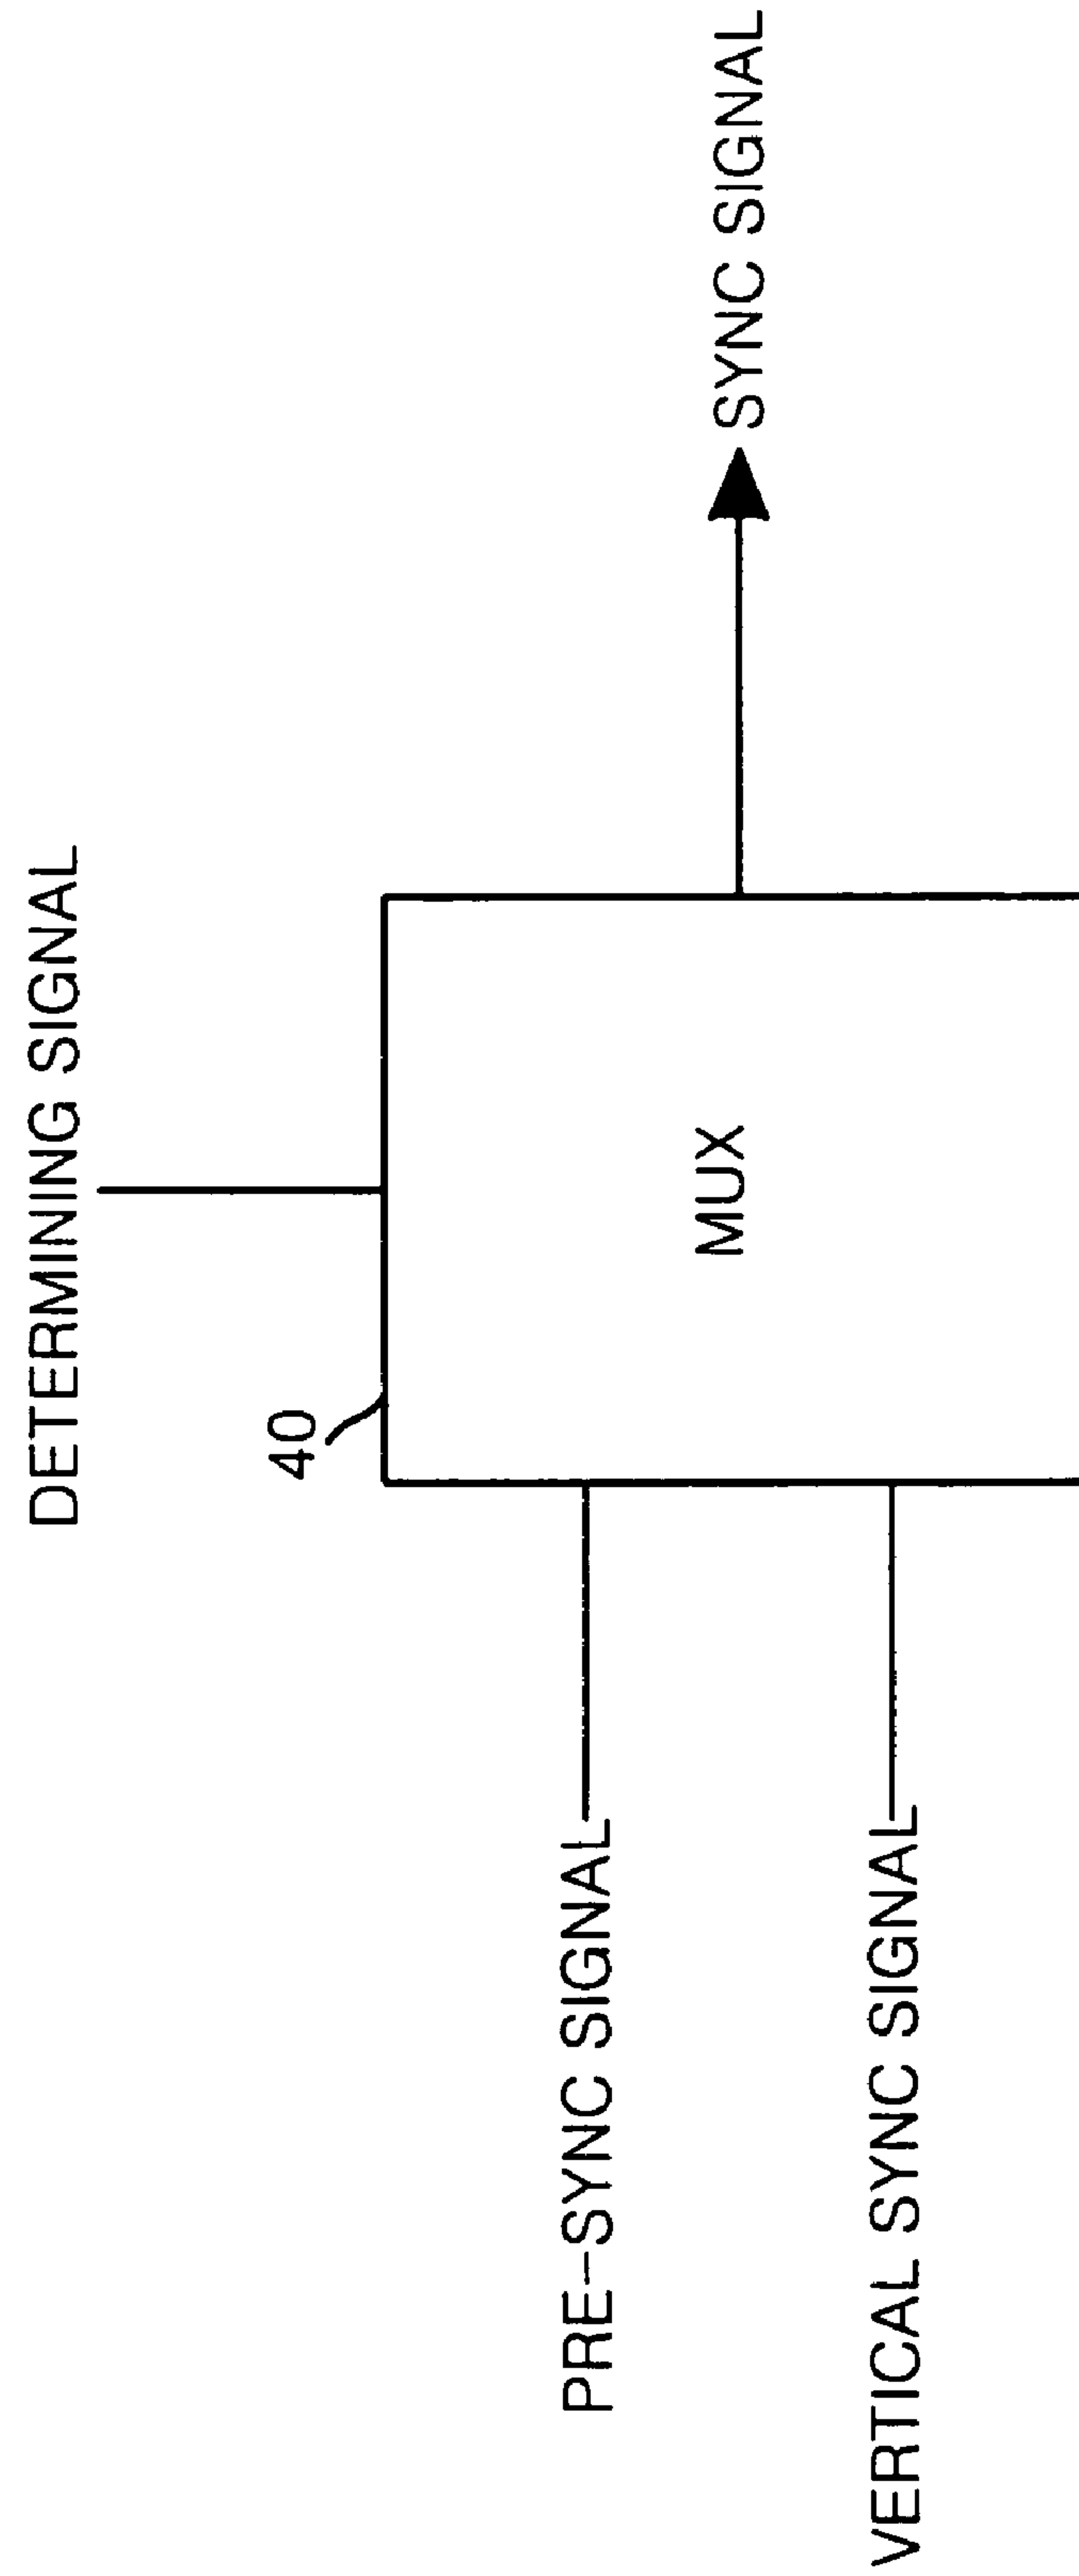 DETERMINING SIGNAL
40
PRE-SYNC SIGNAL
MUX
SYNC SIGNAL
VERTICAL SYNC SIGNAL